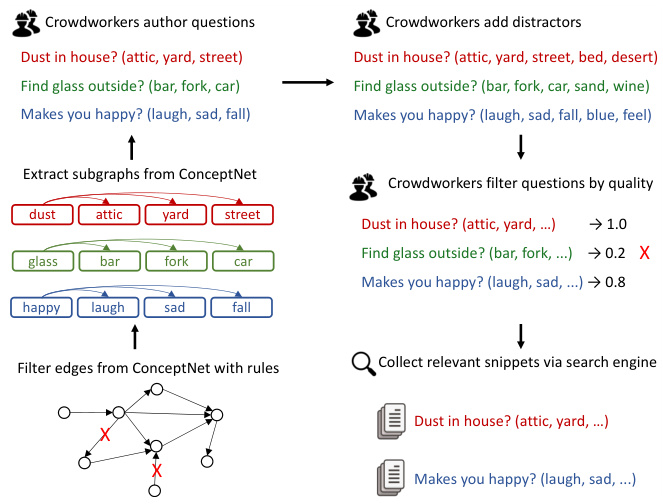 Crowdworkers author questions
Dust in house? (attic, yard, street)
Find glass outside? (bar, fork, car)
Makes you happy? (laugh, sad, fall)
Extract subgraphs from ConceptNet
dust attic yard street
glass bar fork car
happy laugh sad fall
Filter edges from ConceptNet with rules
X
X
Crowdworkers add distractors
Dust in house? (attic, yard, street, bed, desert)
Find glass outside? (bar, fork, car, sand, wine)
Makes you happy? (laugh, sad, fall, blue, feel)
Crowdworkers filter questions by quality
Dust in house? (attic, yard, …) → 1.0
Find glass outside? (bar, fork, ...) → 0.2 X
Makes you happy? (laugh, sad, ...) → 0.8
Collect relevant snippets via search engine
Dust in house? (attic, yard, …)
Makes you happy? (laugh, sad, ...)